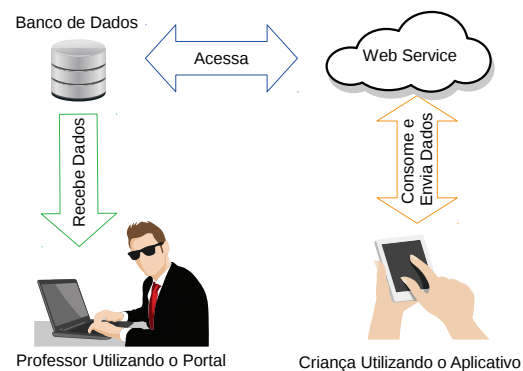 Banco de Dados
Acessa
Web Service
Recebe Dados
Consome e
Envia Dados
Professor Utilizando o Portal
Criança Utilizando o Aplicativo